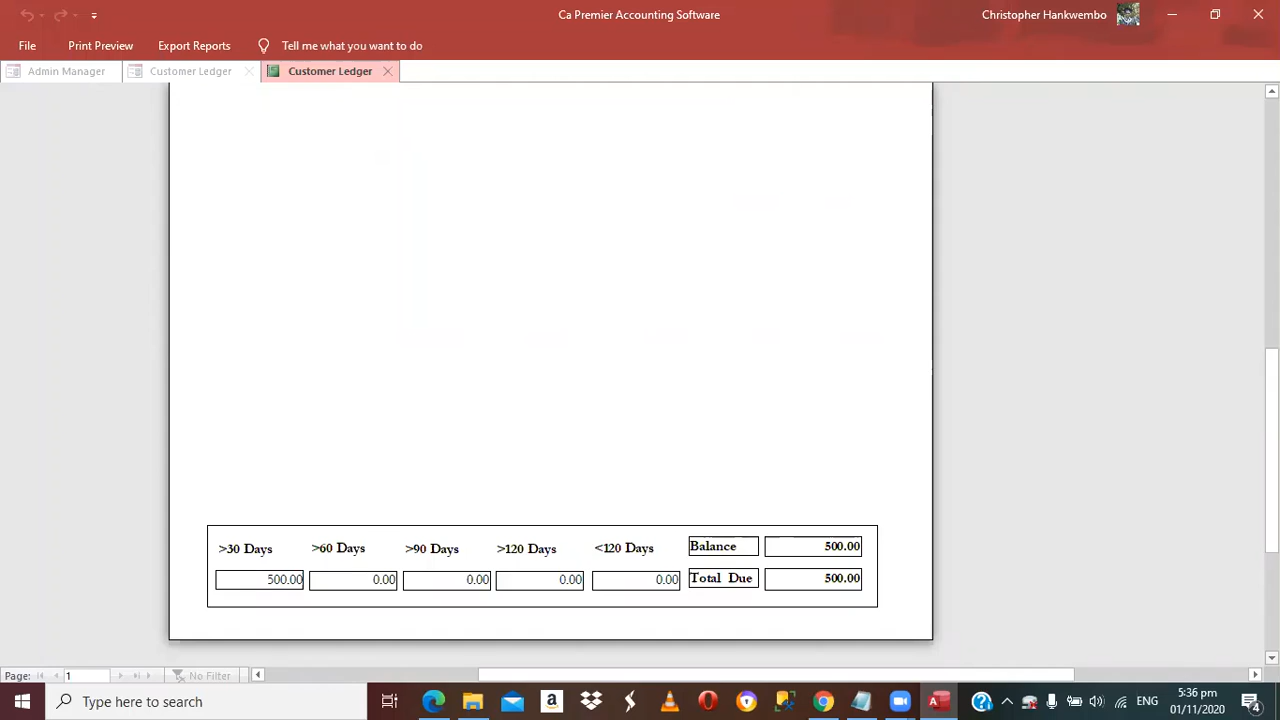 Ca Premier Accounting Software
Christopher Hankwembo
File
Print Preview
Export Reports
Tell me what you want to do
Admin Manager
Customer Ledger
Customer Ledger
>30 Days
>60 Days
>90 Days
>120 Days
<120 Days
Balance
500.00
500.00
0.00
0.00
0.00
0.00
Total Due
500.00
Page:
1
No Filter
Type here to search
ENG
5:36 pm
01/11/2020
4